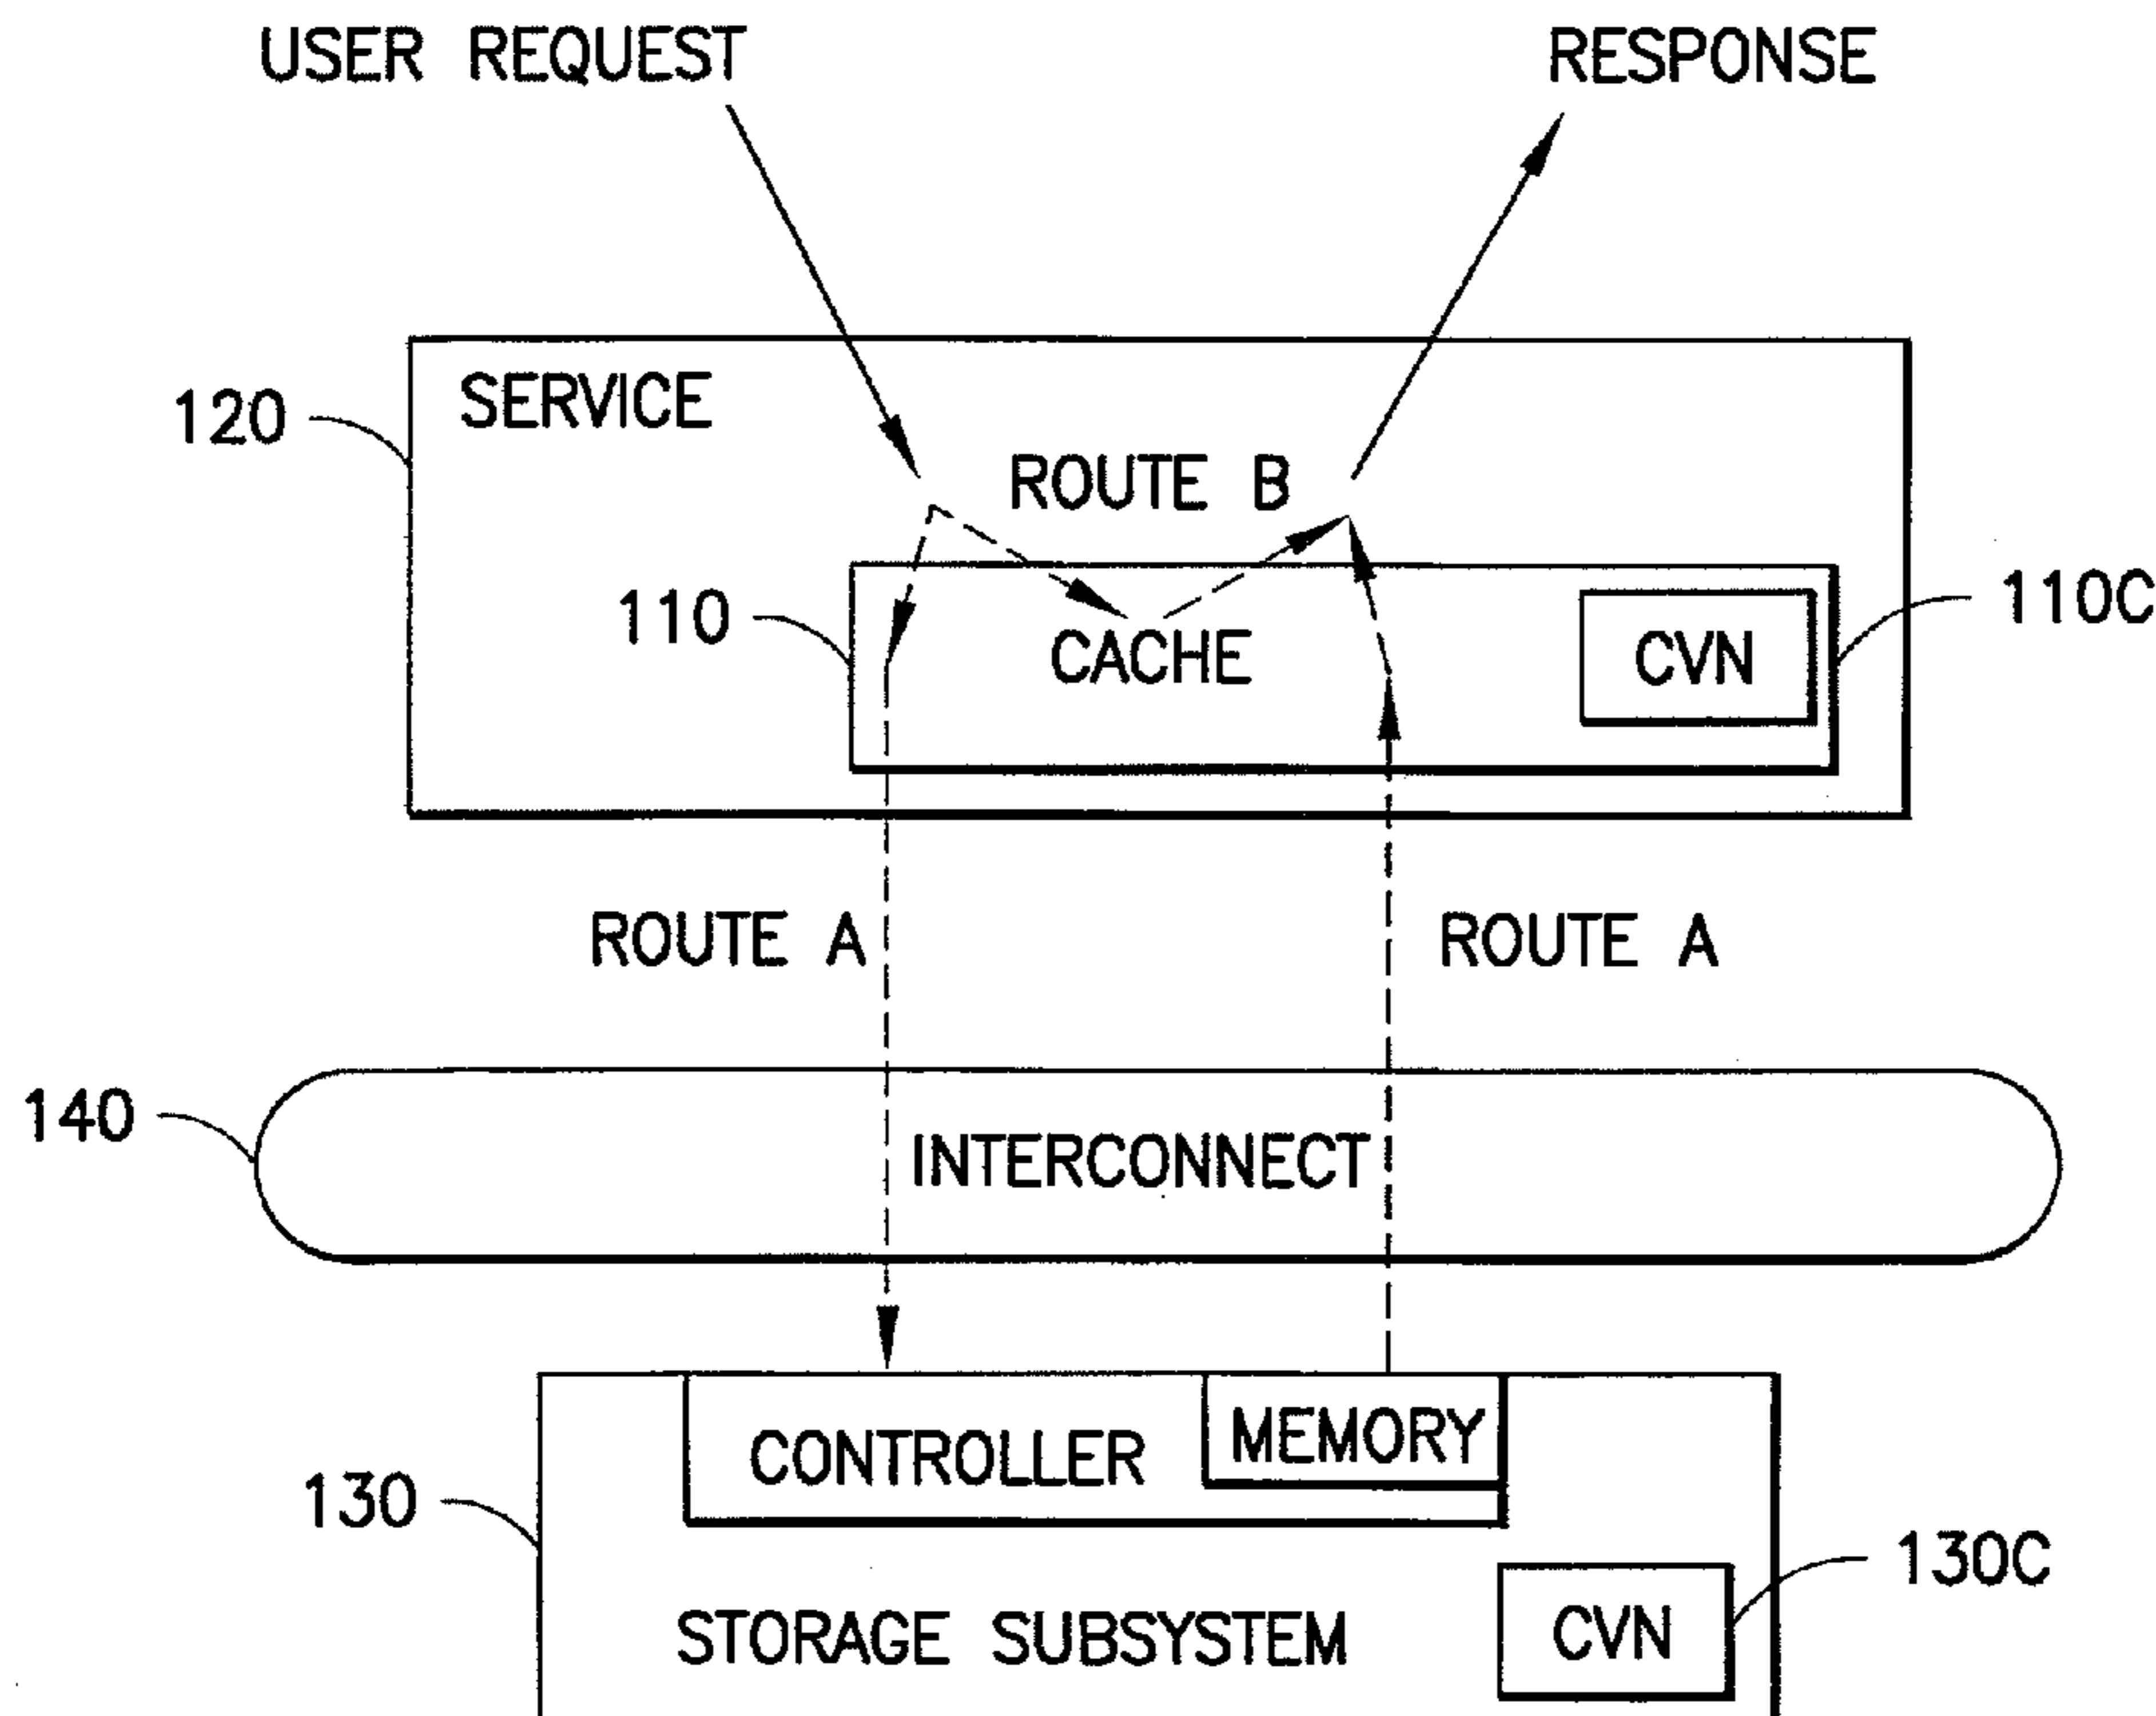 USER REQUEST
RESPONSE
120
SERVICE
ROUTE B
110
CACHE
CVN
110C
ROUTE A
ROUTE A
140
INTERCONNECT
130
CONTROLLER
MEMORY
STORAGE SUBSYSTEM
CVN
130C